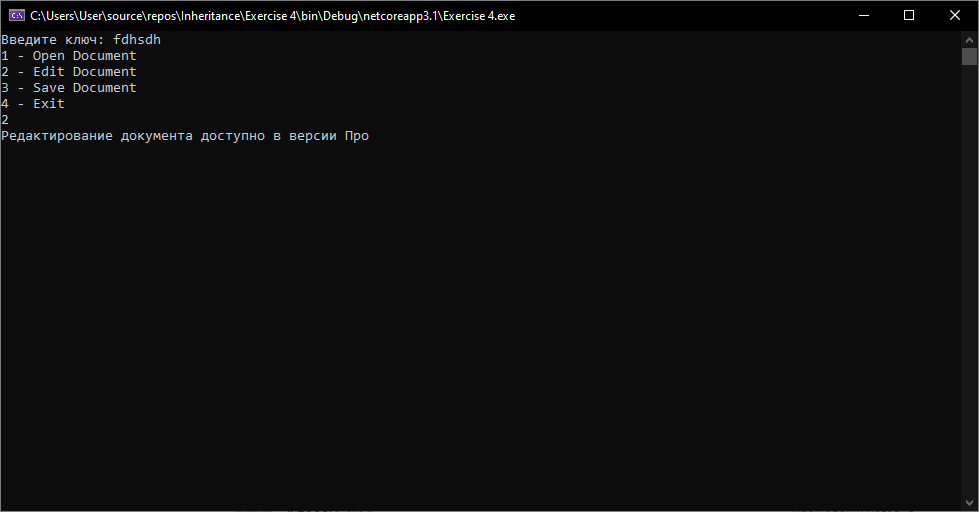 C:\Users\User\source\repos\Inheritance\Exercise 4\bin\Debug\netcoreapp3.1\Exercise 4.exe
Введите ключ: fdhsdh
1 - Open Document
2 - Edit Document
3 - Save Document
4 - Exit
2
Редактирование документа доступно в версии Про